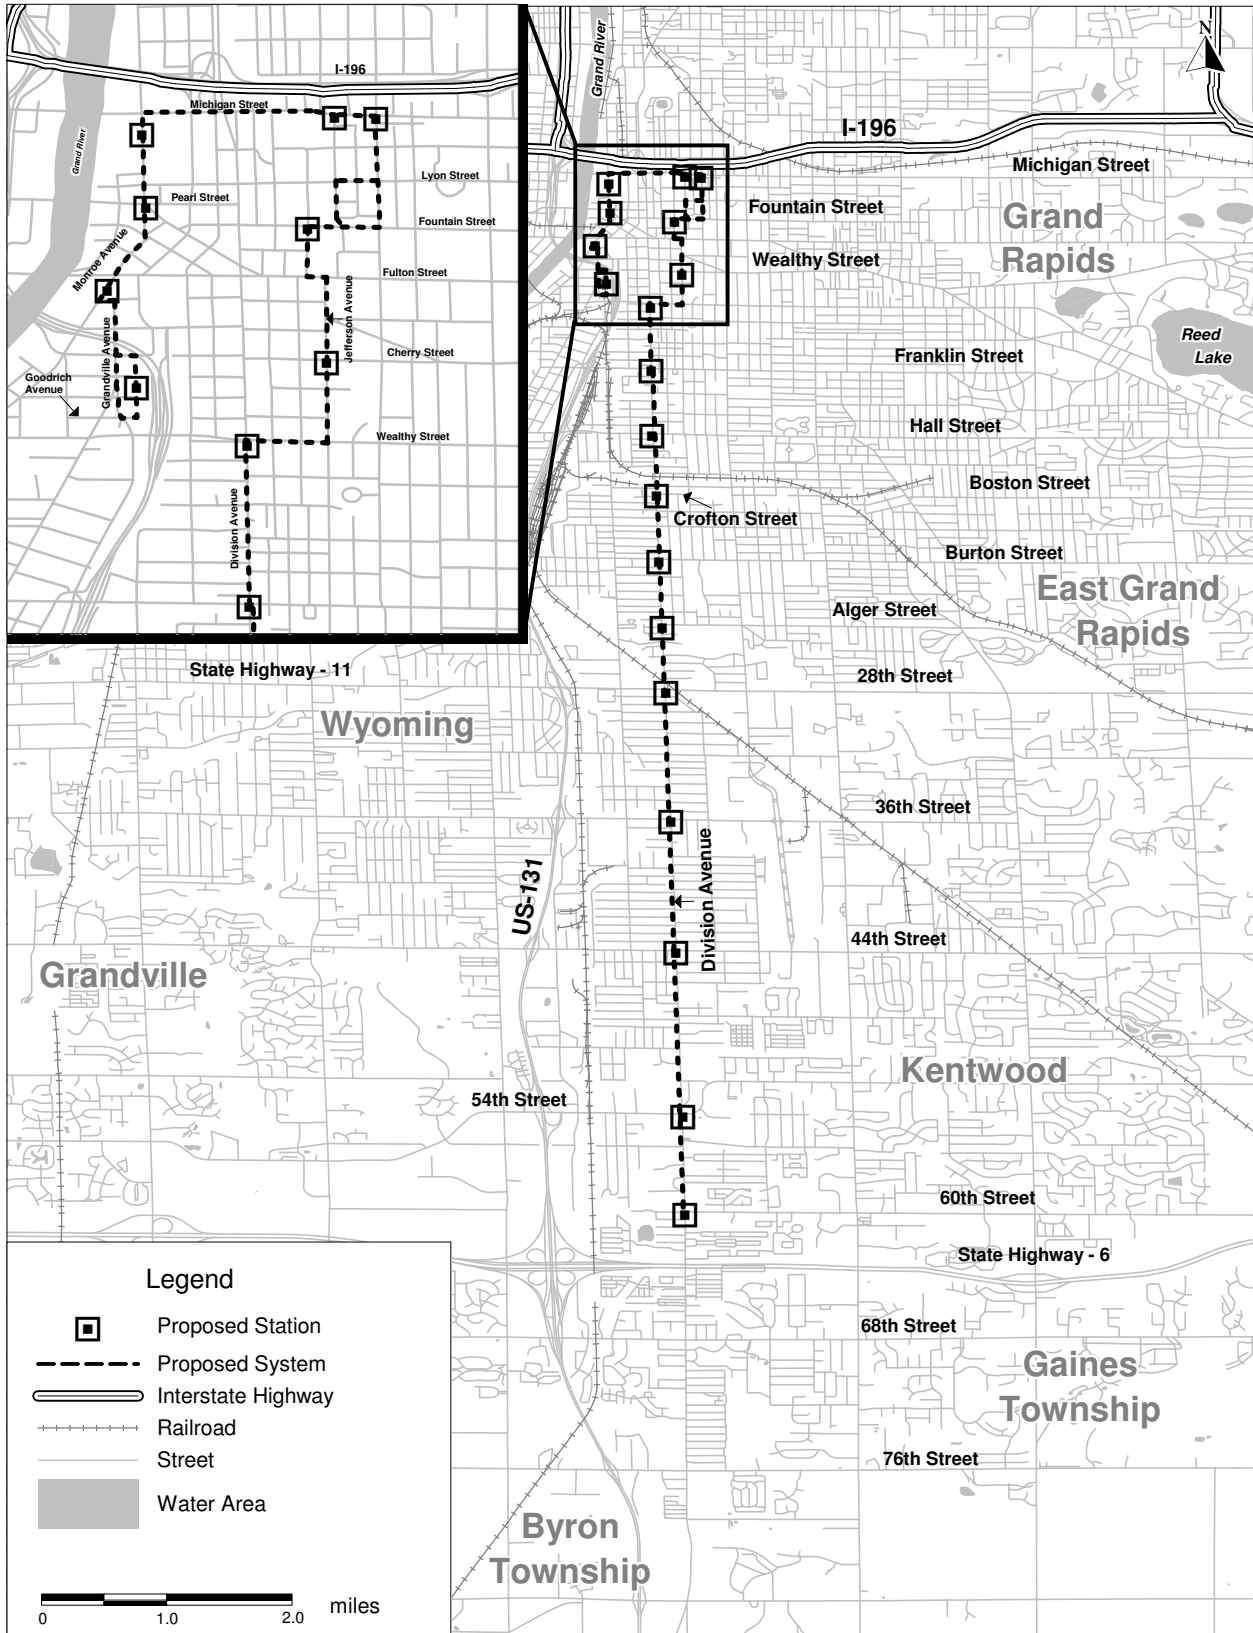 I-196
Michigan Street
Grand River
Lyon Street
Pearl Street
Fountain Street
Monroe Avenue
Fulton Street
Jefferson Avenue
Grandville Avenue
Cherry Street
Goodrich
Avenue
Wealthy Street
Division Avenue
Grand River
N
I-196
Michigan Street
Fountain Street
Grand
Rapids
Wealthy Street
Reed
Lake
Franklin Street
Hall Street
Boston Street
Crofton Street
Burton Street
East Grand
Rapids
Alger Street
State Highway - 11
28th Street
Wyoming
36th Street
US-131
Division Avenue
44th Street
Grandville
Kentwood
54th Street
60th Street
State Highway - 6
68th Street
Gaines
Township
76th Street
Byron
Township
Legend
Proposed Station
Proposed System
Interstate Highway
Railroad
Street
Water Area
0 1.0 2.0 miles